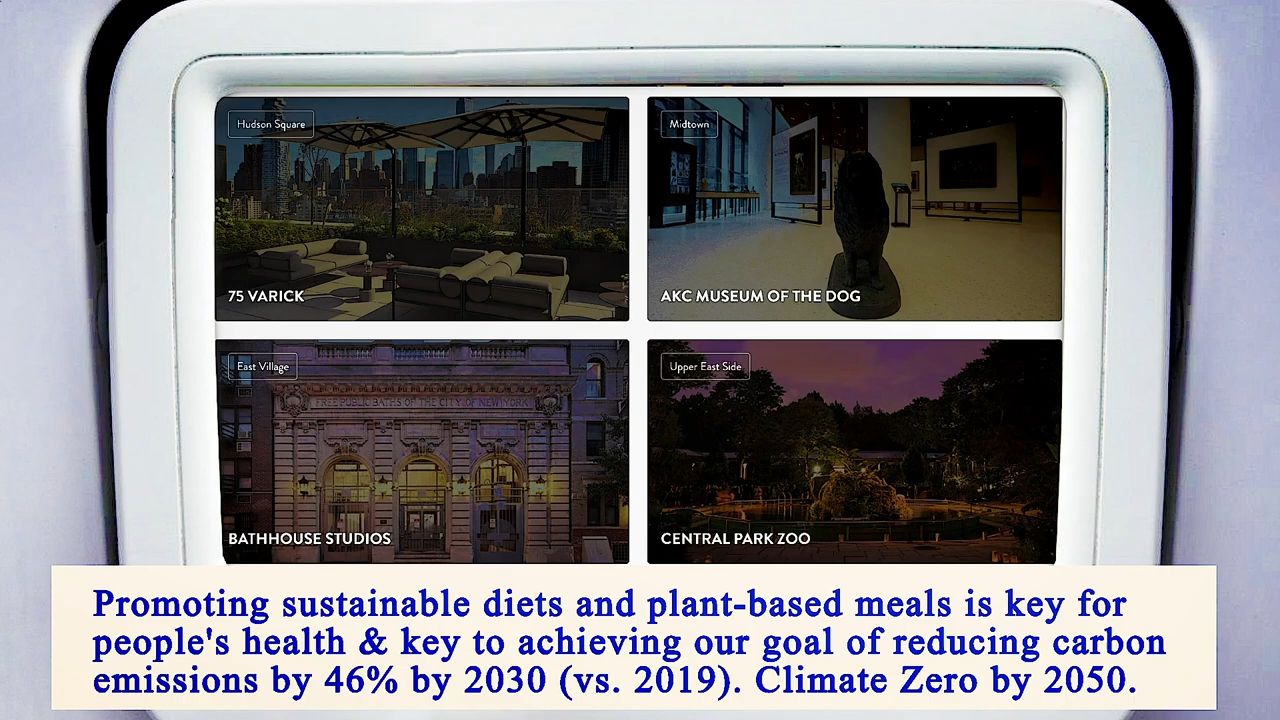 Hudson Square
75 VARICK
Midtown
AKC MUSEUM OF THE DOG
East Village
FREE PUBLIC BATHS OF THE CITY OF NEW YORK
BATHHOUSE STUDIOS
Upper East Side
CENTRAL PARK ZOO
Promoting sustainable diets and plant-based meals is key for
people's health & key to achieving our goal of reducing carbon
emissions by 46% by 2030 (vs. 2019). Climate Zero by 2050.